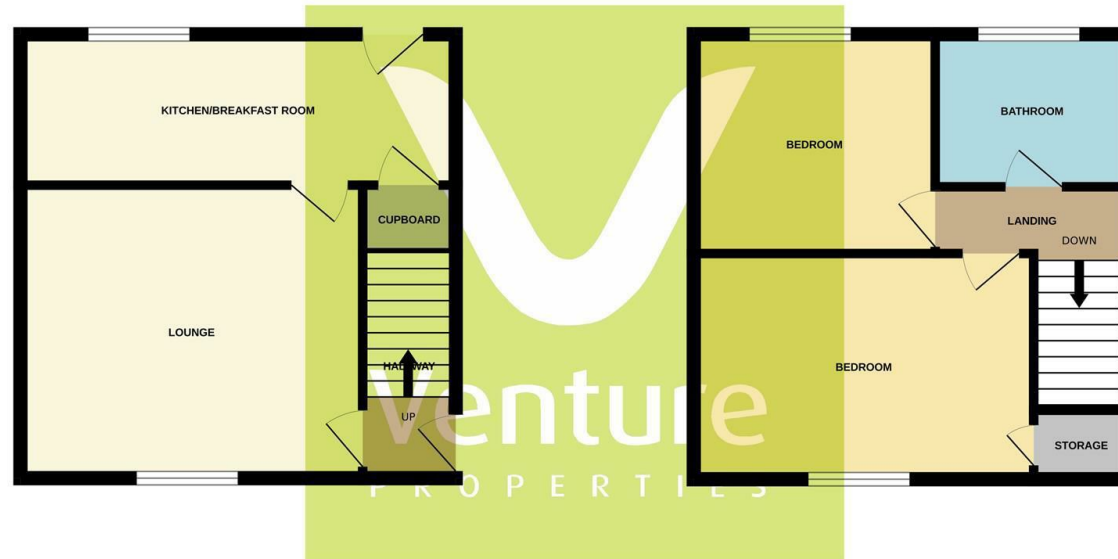 KITCHEN/BREAKFAST ROOM
CUPBOARD
LOUNGE
HALLWAY
UP
BEDROOM
BATHROOM
LANDING
DOWN
BEDROOM
STORAGE
Venture
PROPERTIES